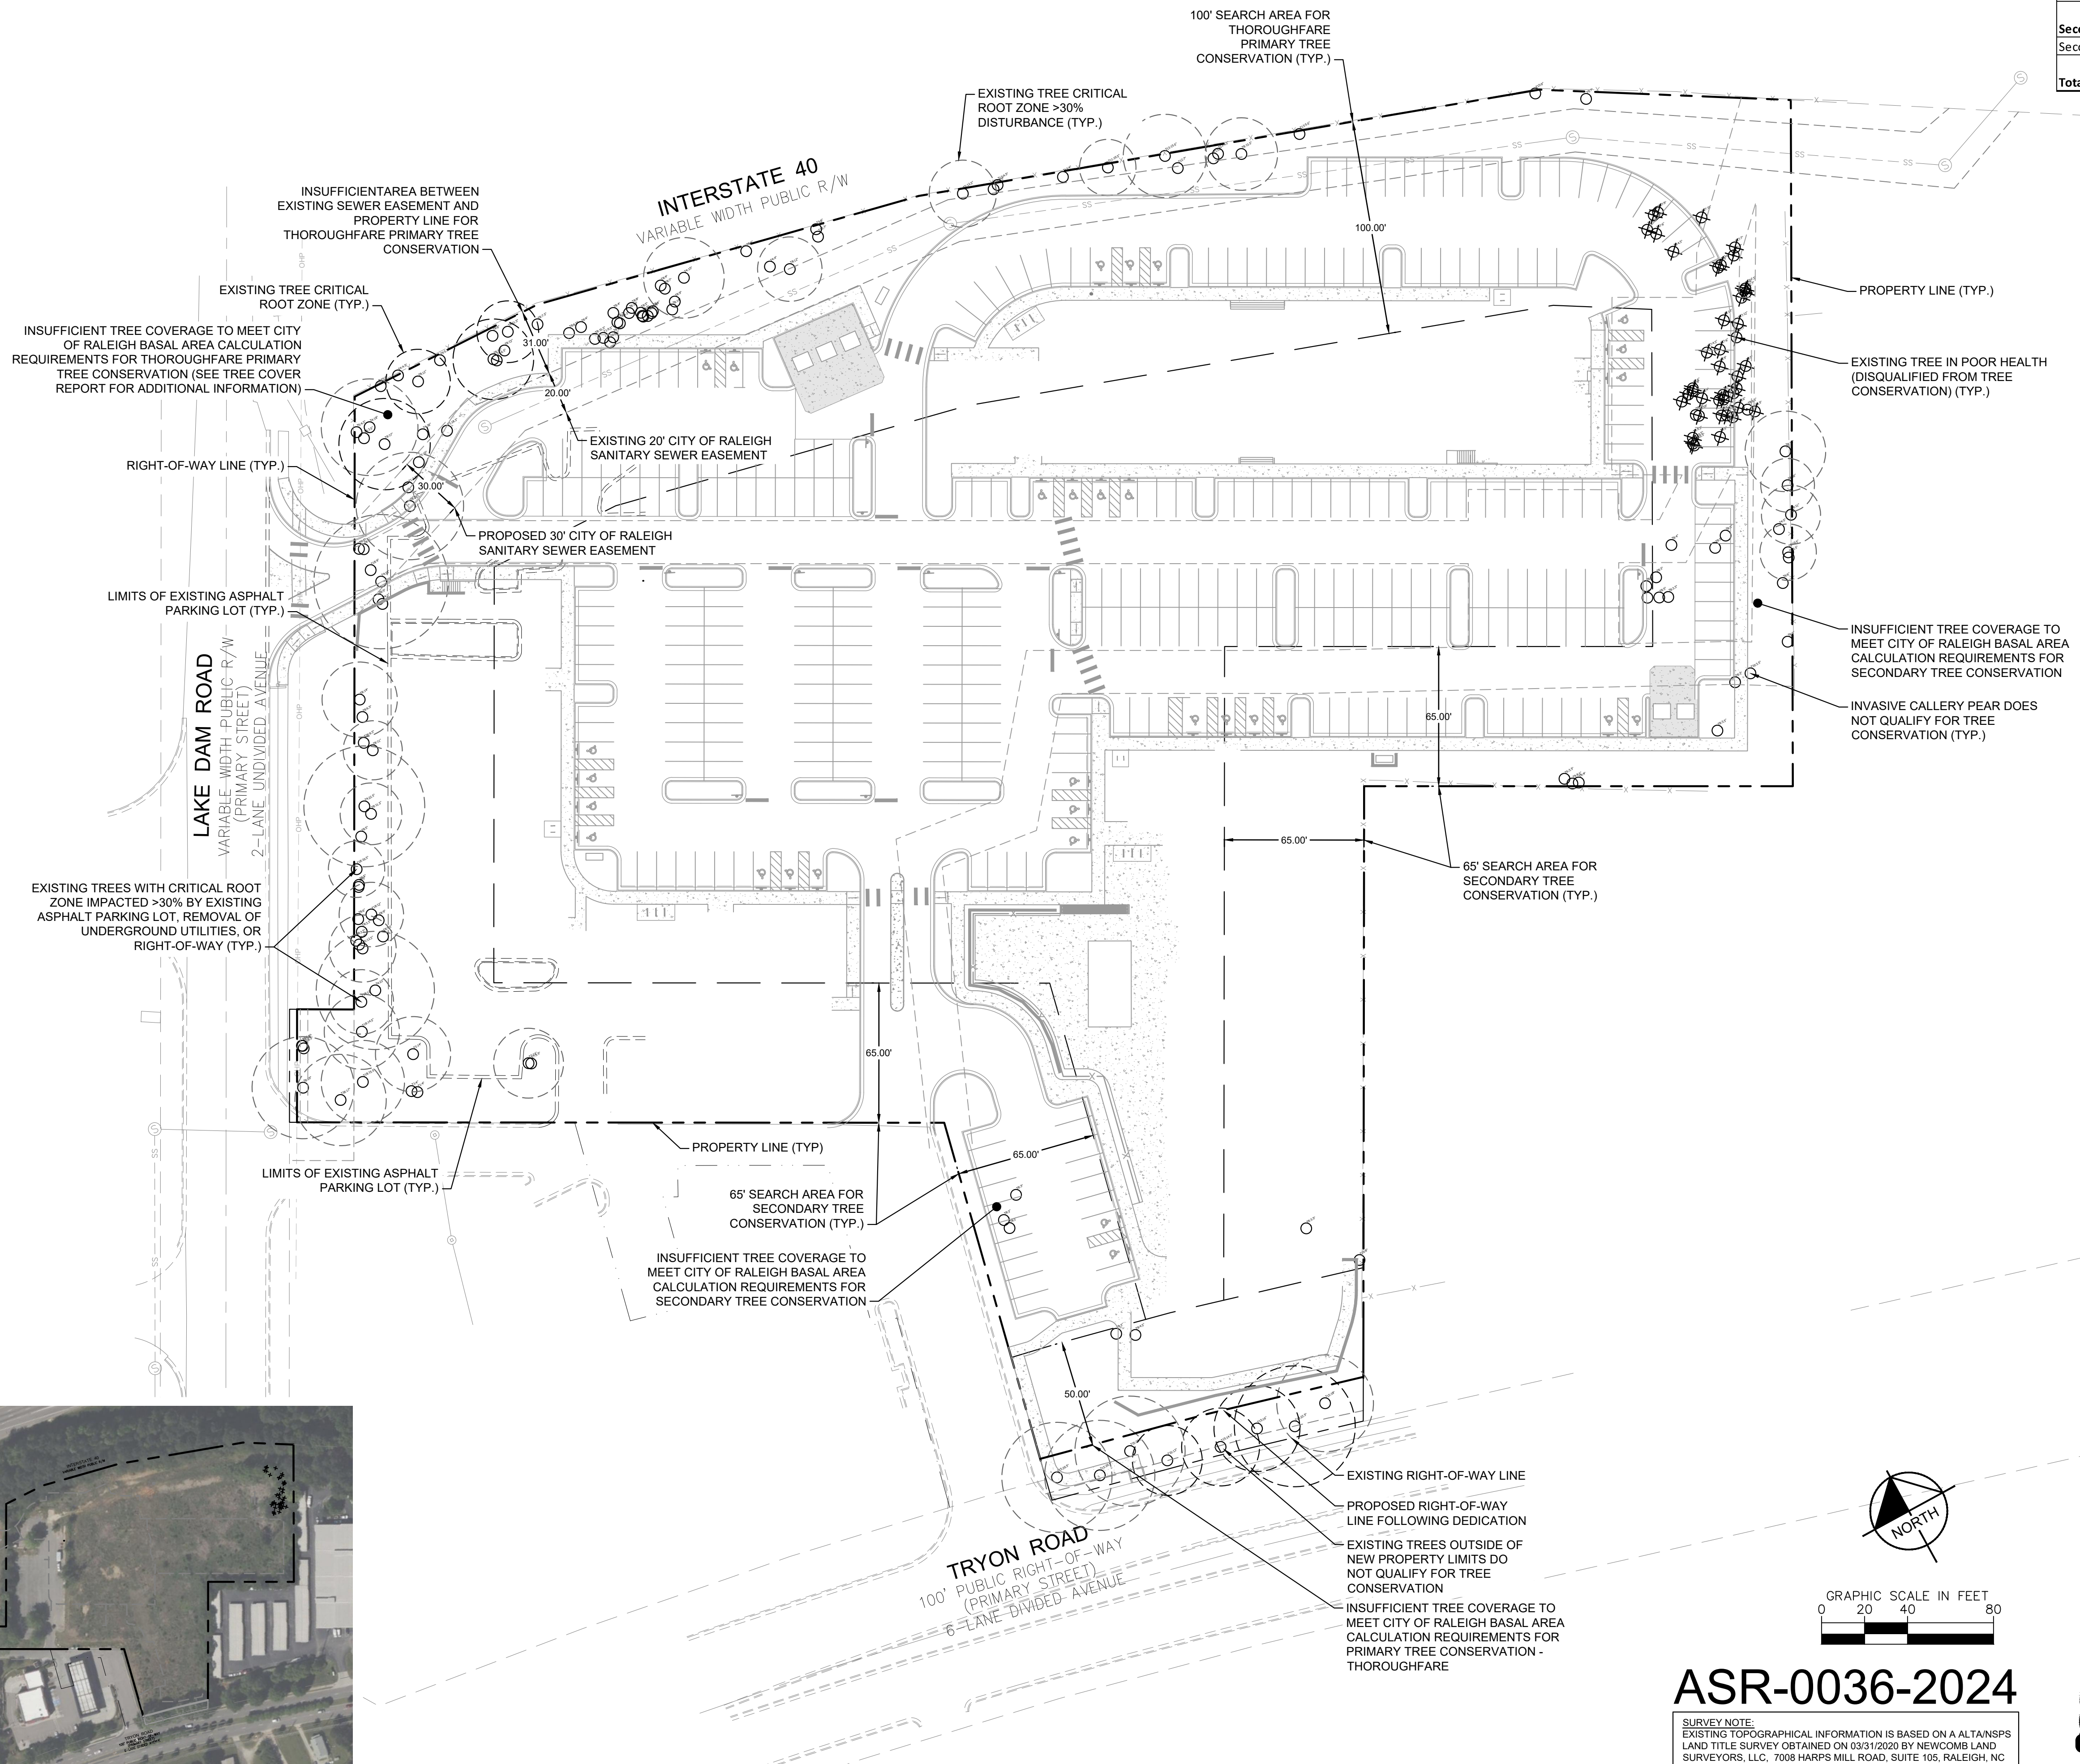 100' SEARCH AREA FOR
THOROUGHFARE
PRIMARY TREE
CONSERVATION (TYP.)
Seco
Seco
Tota
EXISTING TREE CRITICAL
ROOT ZONE >30%
DISTURBANCE (TYP.)
INTERSTATE 40
VARIABLE WIDTH PUBLIC R/W
INSUFFICIENTAREA BETWEEN
EXISTING SEWER EASEMENT AND
PROPERTY LINE FOR
THOROUGHFARE PRIMARY TREE
CONSERVATION
EXISTING TREE CRITICAL
ROOT ZONE (TYP.)
INSUFFICIENT TREE COVERAGE TO MEET CITY
OF RALEIGH BASAL AREA CALCULATION
REQUIREMENTS FOR THOROUGHFARE PRIMARY
TREE CONSERVATION (SEE TREE COVER
REPORT FOR ADDITIONAL INFORMATION)
100.00'
31.00'
20.00'
PROPERTY LINE (TYP.)
EXISTING TREE IN POOR HEALTH
(DISQUALIFIED FROM TREE
CONSERVATION) (TYP.)
EXISTING 20' CITY OF RALEIGH
SANITARY SEWER EASEMENT
RIGHT-OF-WAY LINE (TYP.)
30.00'
PROPOSED 30' CITY OF RALEIGH
SANITARY SEWER EASEMENT
LIMITS OF EXISTING ASPHALT
PARKING LOT (TYP.)
LAKE DAM ROAD
VARIABLE WIDTH PUBLIC R/W
(PRIMARY STREET)
2-LANE UNDIVIDED AVENUE
INSUFFICIENT TREE COVERAGE TO
MEET CITY OF RALEIGH BASAL AREA
CALCULATION REQUIREMENTS FOR
SECONDARY TREE CONSERVATION
INVASIVE CALLERY PEAR DOES
NOT QUALIFY FOR TREE
CONSERVATION (TYP.)
65.00'
65.00'
65' SEARCH AREA FOR
SECONDARY TREE
CONSERVATION (TYP.)
EXISTING TREES WITH CRITICAL ROOT
ZONE IMPACTED >30% BY EXISTING
ASPHALT PARKING LOT, REMOVAL OF
UNDERGROUND UTILITIES, OR
RIGHT-OF-WAY (TYP.)
65.00'
PROPERTY LINE (TYP)
LIMITS OF EXISTING ASPHALT
PARKING LOT (TYP.)
65.00'
65' SEARCH AREA FOR
SECONDARY TREE
CONSERVATION (TYP.)
INSUFFICIENT TREE COVERAGE TO
MEET CITY OF RALEIGH BASAL AREA
CALCULATION REQUIREMENTS FOR
SECONDARY TREE CONSERVATION
50.00'
TRYON ROAD
100' PUBLIC RIGHT-OF-WAY
(PRIMARY STREET)
6-LANE DIVIDED AVENUE
EXISTING RIGHT-OF-WAY LINE
PROPOSED RIGHT-OF-WAY
LINE FOLLOWING DEDICATION
EXISTING TREES OUTSIDE OF
NEW PROPERTY LIMITS DO
NOT QUALIFY FOR TREE
CONSERVATION
INSUFFICIENT TREE COVERAGE TO
MEET CITY OF RALEIGH BASAL AREA
CALCULATION REQUIREMENTS FOR
PRIMARY TREE CONSERVATION -
THOROUGHFARE
NORTH
GRAPHIC SCALE IN FEET
0 20 40 80
ASR-0036-2024
SURVEY NOTE:
EXISTING TOPOGRAPHICAL INFORMATION IS BASED ON A ALTA/NSPS
LAND TITLE SURVEY OBTAINED ON 03/31/2020 BY NEWCOMB LAND
SURVEYORS, LLC, 7008 HARPS MILL ROAD, SUITE 105, RALEIGH, NC